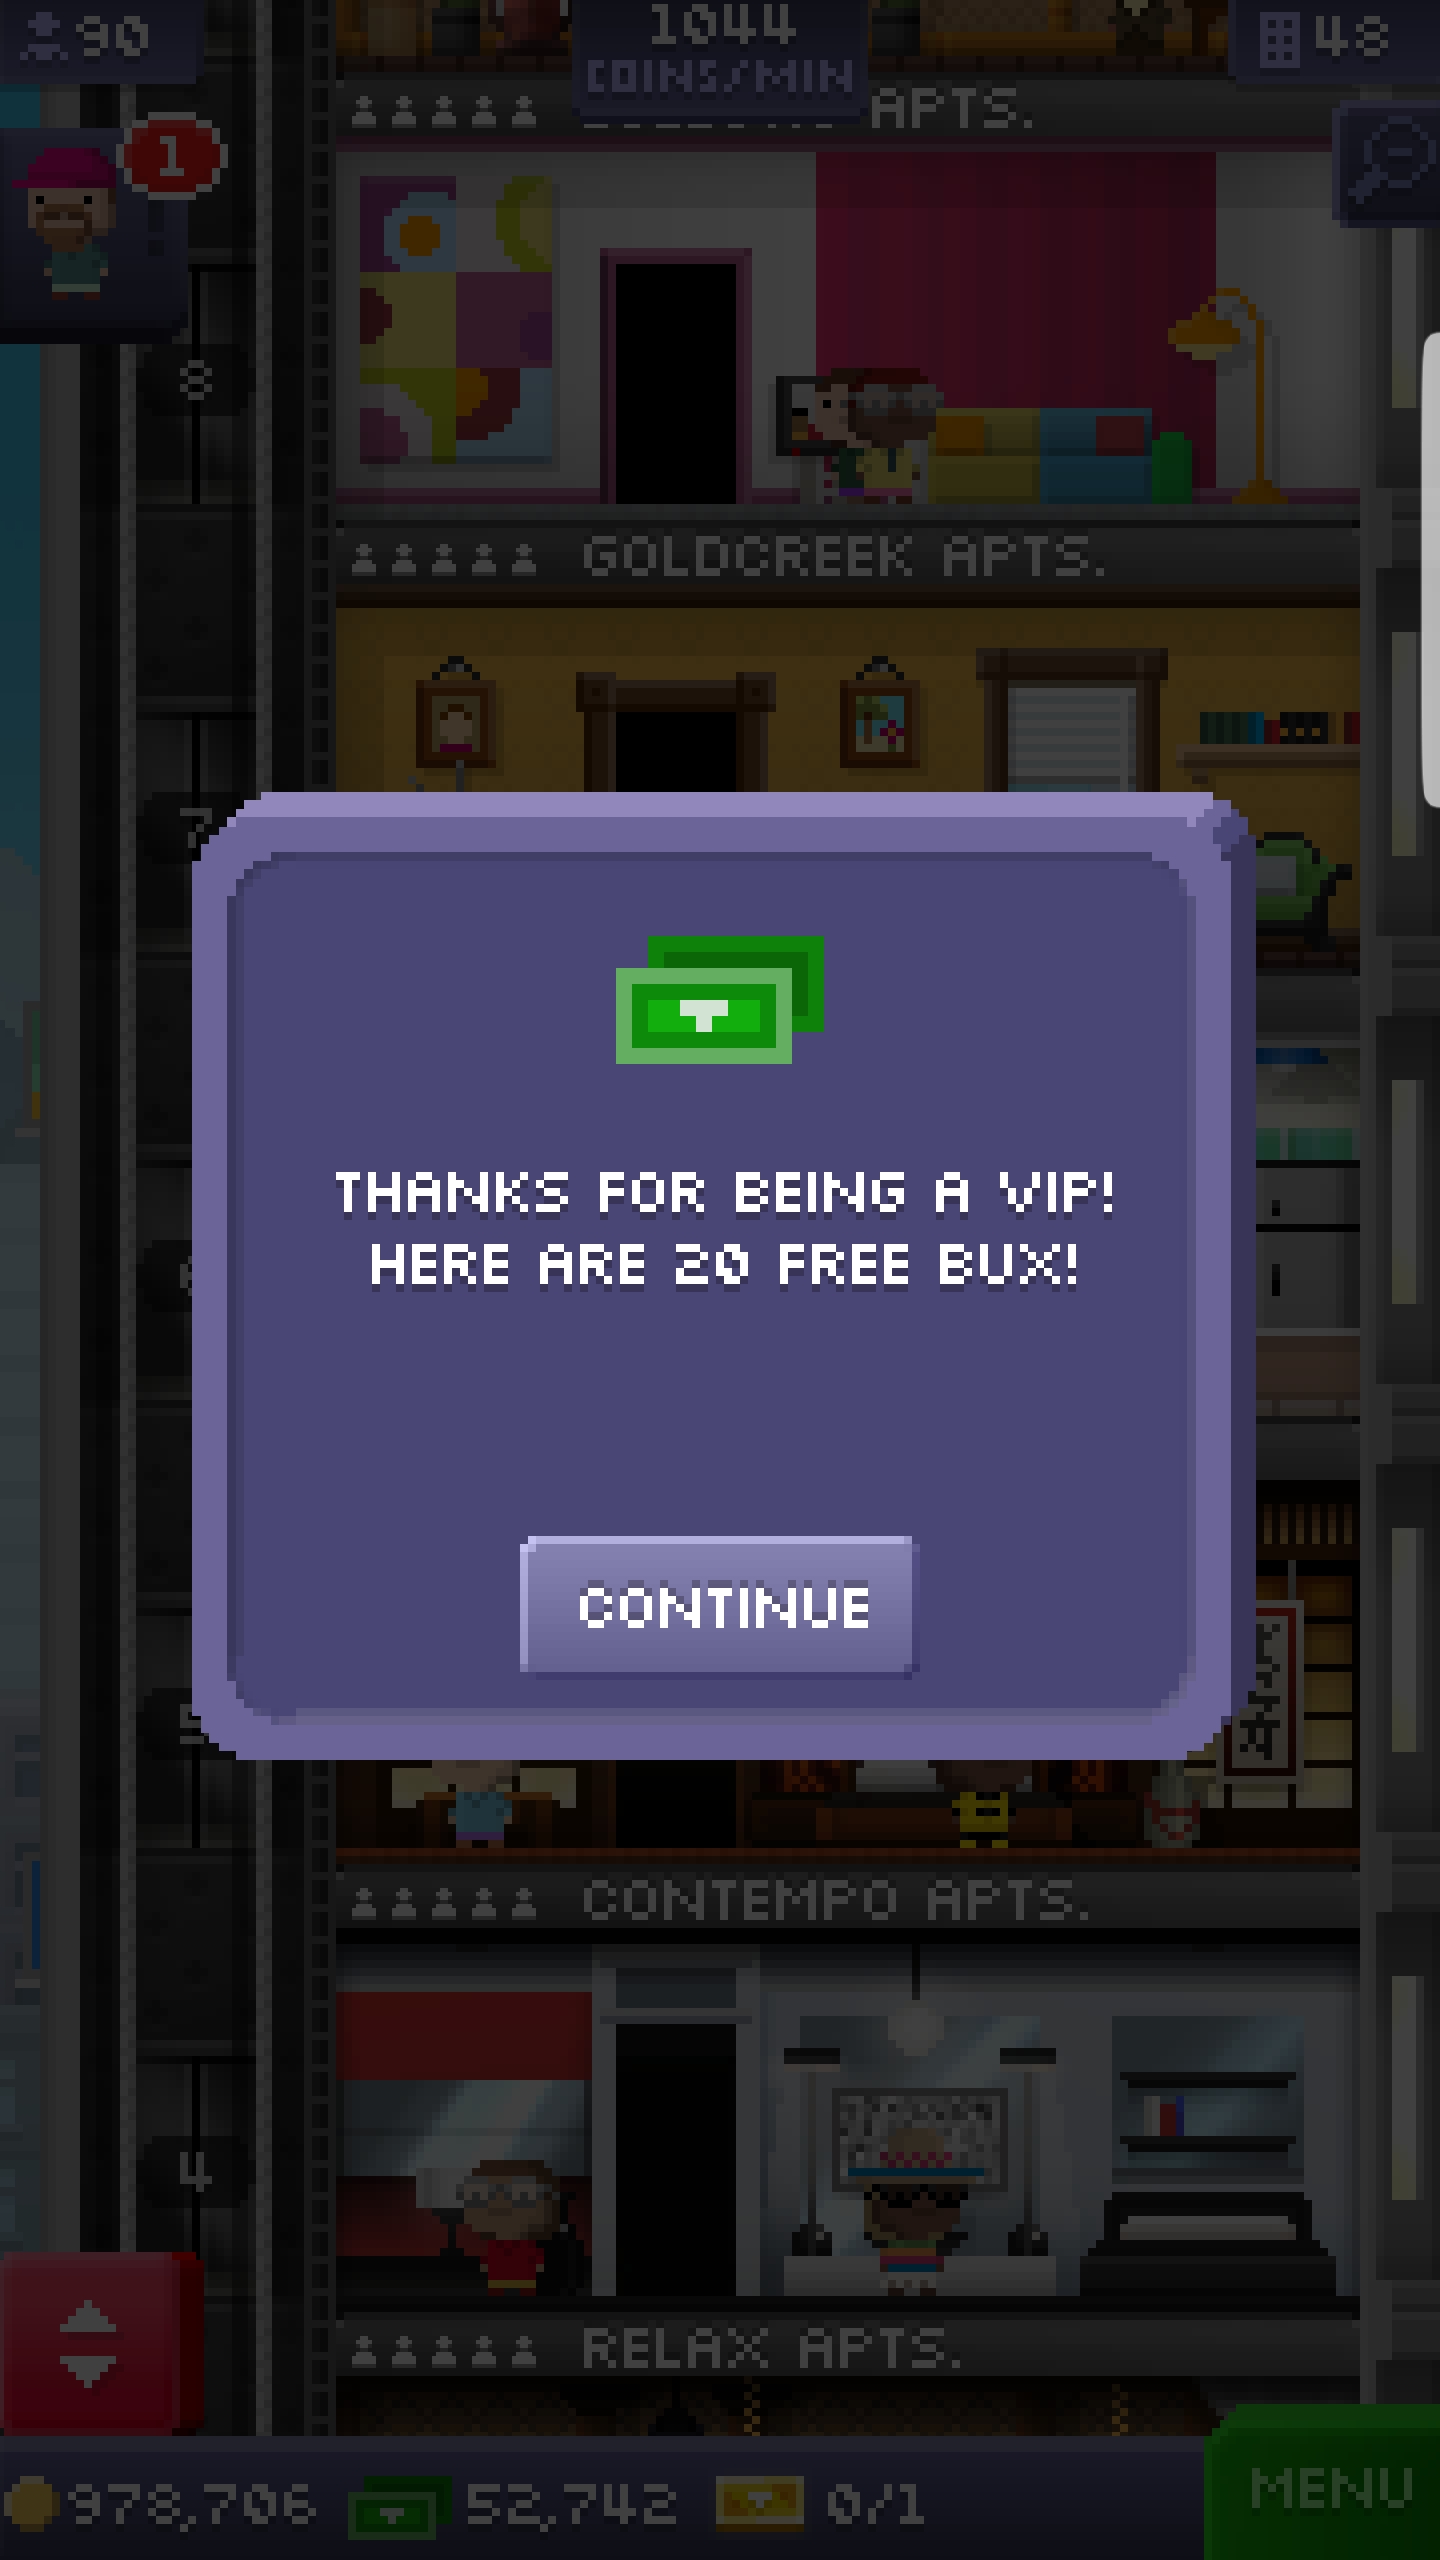 90
1044
COINS/MIN
48
1
APTS.
8
GOLDCREEK APTS.
7
THANKS FOR BEING A VIP!
HERE ARE 20 FREE BUX!
CONTINUE
5
CONTEMPO APTS.
4
RELAX APTS.
978,706
52,742
0/1
MENU